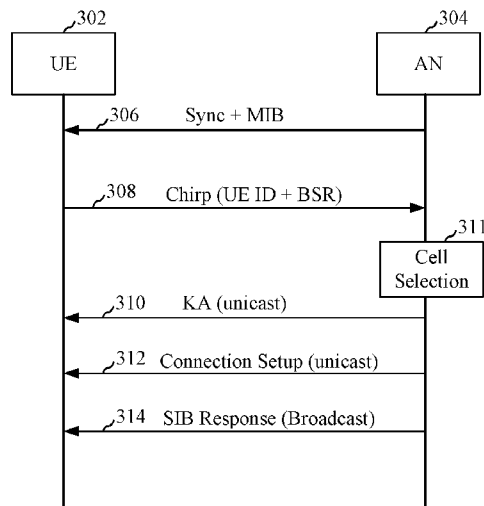 302
304
UE
AN
306
Sync + MIB
308
Chirp (UE ID + BSR)
311
Cell
Selection
310
KA (unicast)
312
Connection Setup (unicast)
314
SIB Response (Broadcast)